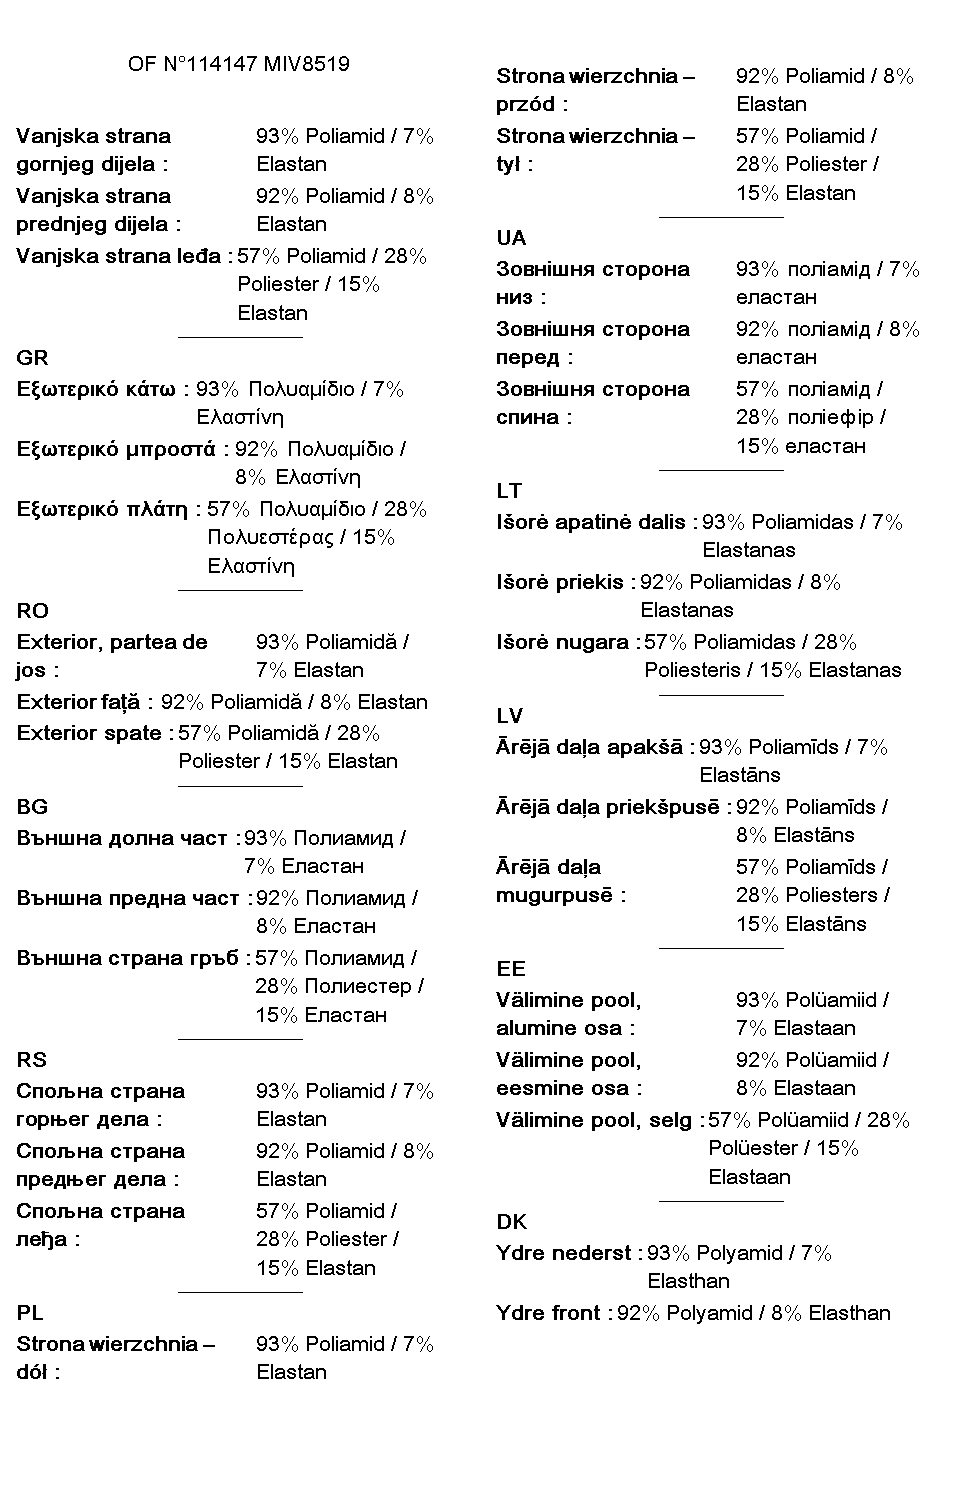 OF N°114147 MIV8519
Vanjska strana gornjeg dijela : 93% Poliamid / 7% Elastan
Vanjska strana prednjeg dijela : 92% Poliamid / 8% Elastan
Vanjska strana leđa : 57% Poliamid / 28% Poliester / 15% Elastan
GR
Εξωτερικό κάτω : 93% Πολυαμίδιο / 7% Ελαστίνη
Εξωτερικό μπροστά : 92% Πολυαμίδιο / 8% Ελαστίνη
Εξωτερικό πλάτη : 57% Πολυαμίδιο / 28% Πολυεστέρας / 15% Ελαστίνη
RO
Exterior, partea de jos : 93% Poliamidă / 7% Elastan
Exterior față : 92% Poliamidă / 8% Elastan
Exterior spate : 57% Poliamidă / 28% Poliester / 15% Elastan
BG
Външна долна част : 93% Полиамид / 7% Еластан
Външна предна част : 92% Полиамид / 8% Еластан
Външна страна гръб : 57% Полиамид / 28% Полиестер / 15% Еластан
RS
Спољна страна горњег дела : 93% Poliamid / 7% Elastan
Спољна страна предњег дела : 92% Poliamid / 8% Elastan
Спољна страна леђа : 57% Poliamid / 28% Poliester / 15% Elastan
PL
Strona wierzchnia – dół : 93% Poliamid / 7% Elastan
Strona wierzchnia – przód : 92% Poliamid / 8% Elastan
Strona wierzchnia – tył : 57% Poliamid / 28% Poliester / 15% Elastan
UA
Зовнішня сторона низ : 93% поліамід / 7% еластан
Зовнішня сторона перед : 92% поліамід / 8% еластан
Зовнішня сторона спина : 57% поліамід / 28% поліефір / 15% еластан
LT
Išorė apatinė dalis : 93% Poliamidas / 7% Elastanas
Išorė priekis : 92% Poliamidas / 8% Elastanas
Išorė nugara : 57% Poliamidas / 28% Poliesteris / 15% Elastanas
LV
Ārējā daļa apakšā : 93% Poliamīds / 7% Elastāns
Ārējā daļa priekšpusē : 92% Poliamīds / 8% Elastāns
Ārējā daļa mugurpusē : 57% Poliamīds / 28% Poliesters / 15% Elastāns
EE
Välimine pool, alumine osa : 93% Polüamiid / 7% Elastaan
Välimine pool, eesmine osa : 92% Polüamiid / 8% Elastaan
Välimine pool, selg : 57% Polüamiid / 28% Polüester / 15% Elastaan
DK
Ydre nederst : 93% Polyamid / 7% Elasthan
Ydre front : 92% Polyamid / 8% Elasthan